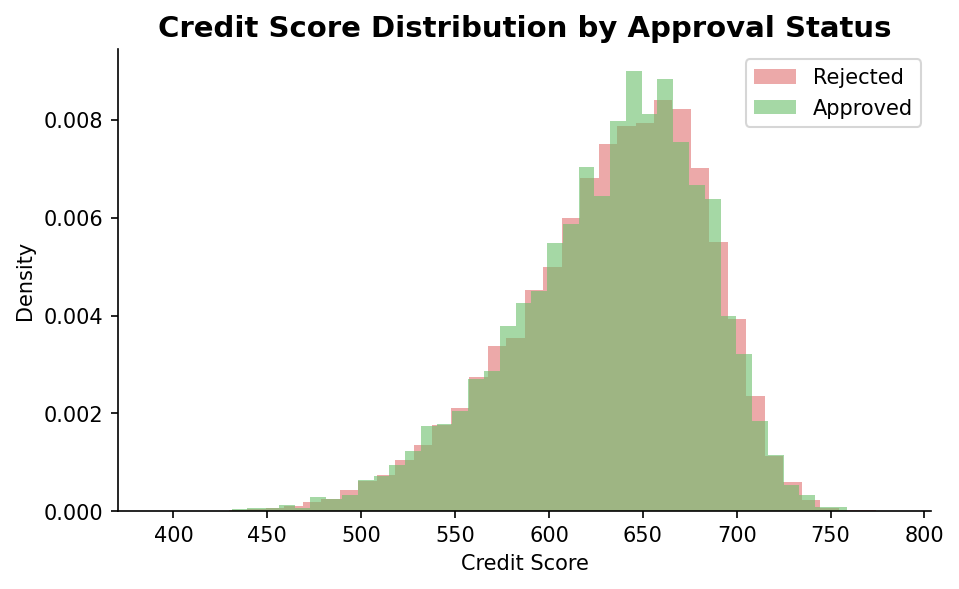 Credit Score Distribution by Approval Status
Rejected
Approved
0.008
0.006
0.004
0.002
0.000
Density
400 450 500 550 600 650 700 750 800
Credit Score